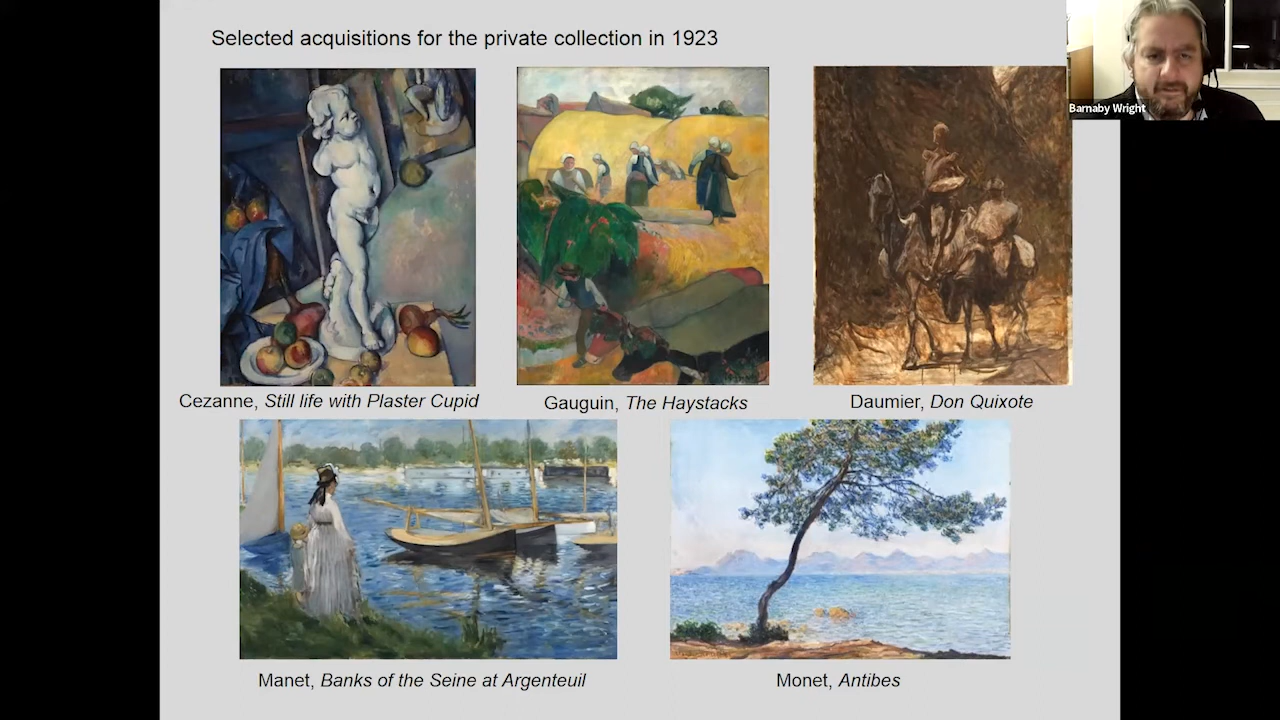 Selected acquisitions for the private collection in 1923
Barnaby Wright
Cezanne, Still life with Plaster Cupid
Gauguin, The Haystacks
Daumier, Don Quixote
Manet, Banks of the Seine at Argenteuil
Monet, Antibes